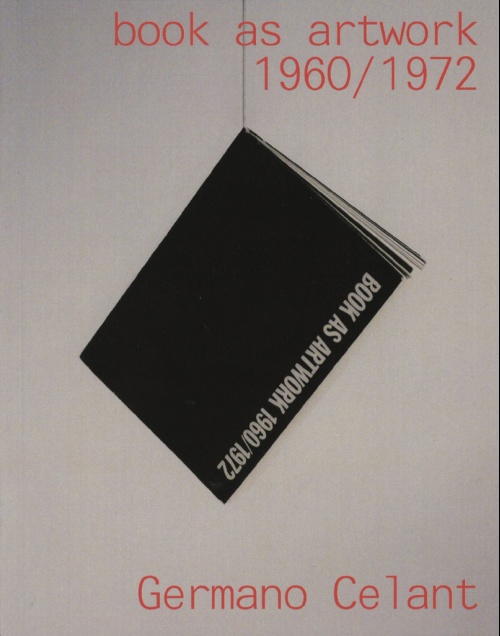 book as artwork
1960/1972
BOOK AS ARTWORK 1960/1972
Germano Celant